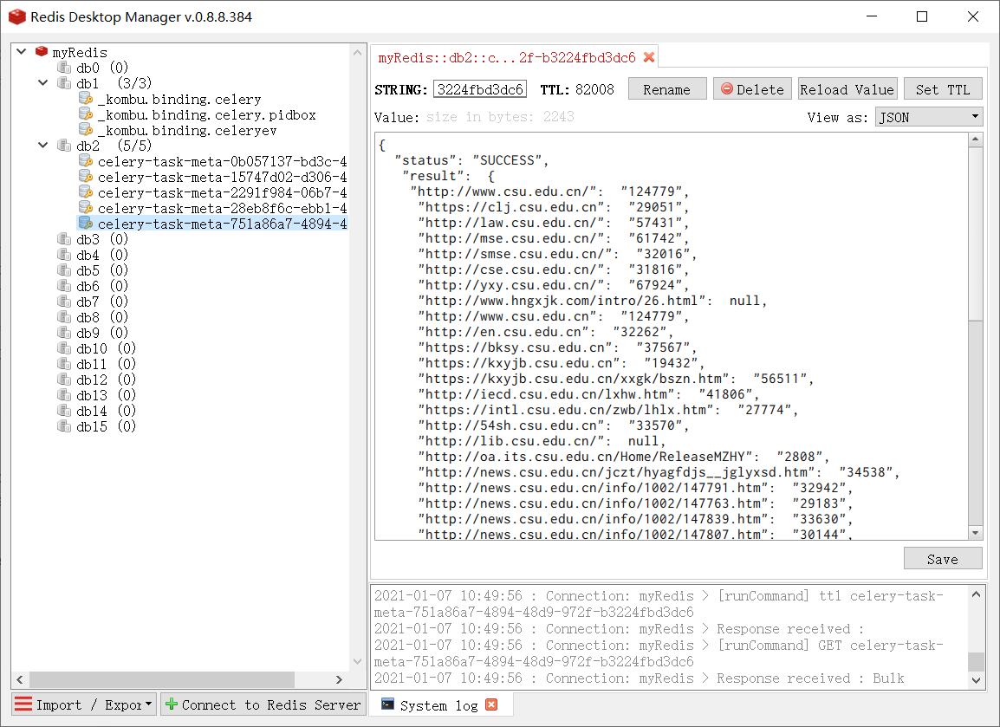 Redis Desktop Manager v.0.8.8.384
myRedis
db0 (0)
db1 (3/3)
_kombu.binding.celery
_kombu.binding.celery.pidbox
_kombu.binding.celeryev
db2 (5/5)
celery-task-meta-0b057137-bd3c-4
celery-task-meta-15747d02-d306-4
celery-task-meta-2291f984-06b7-4
celery-task-meta-28eb8f6c-ebb1-4
celery-task-meta-751a86a7-4894-4
db3 (0)
db4 (0)
db5 (0)
db6 (0)
db7 (0)
db8 (0)
db9 (0)
db10 (0)
db11 (0)
db12 (0)
db13 (0)
db14 (0)
db15 (0)
Import / Expor
Connect to Redis Server
myRedis::db2::c...2f-b3224fbd3dc6
STRING: 3224fbd3dc6 TTL: 82008 Rename Delete Reload Value Set TTL
Value: size in bytes: 2243 View as: JSON
{
"status": "SUCCESS",
"result": {
"http://www.csu.edu.cn/": "124779",
"https://clj.csu.edu.cn": "29051",
"http://law.csu.edu.cn": "57431",
"http://mse.csu.edu.cn": "61742",
"http://smse.csu.edu.cn/": "32016",
"http://cse.csu.edu.cn": "31816",
"http://yxy.csu.edu.cn/": "67924",
"http://www.hngxjk.com/intro/26.html": null,
"http://www.csu.edu.cn": "124779",
"http://en.csu.edu.cn": "32262",
"https://bksy.csu.edu.cn": "37567",
"https://kxyjb.csu.edu.cn": "19432",
"https://kxyjb.csu.edu.cn/xxgk/bszn.htm": "56511",
"http://iecd.csu.edu.cn/lxhw.htm": "41806",
"https://intl.csu.edu.cn/zwb/lhlx.htm": "27774",
"http://54sh.csu.edu.cn": "33570",
"http://lib.csu.edu.cn/": null,
"http://oa.its.csu.edu.cn/Home/ReleaseMZHY": "2808",
"http://news.csu.edu.cn/jczt/hyagfdjs__jglyxsd.htm": "34538",
"http://news.csu.edu.cn/info/1002/147791.htm": "32942",
"http://news.csu.edu.cn/info/1002/147763.htm": "29183",
"http://news.csu.edu.cn/info/1002/147839.htm": "33630",
"http://news.csu.edu.cn/info/1002/147807.htm": "30144",
Save
2021-01-07 10:49:56 : Connection: myRedis > [runCommand] ttl celery-task-
meta-751a86a7-4894-48d9-972f-b3224fbd3dc6
2021-01-07 10:49:56 : Connection: myRedis > Response received :
2021-01-07 10:49:56 : Connection: myRedis > [runCommand] GET celery-task-
meta-751a86a7-4894-48d9-972f-b3224fbd3dc6
2021-01-07 10:49:56 : Connection: myRedis > Response received : Bulk
System log